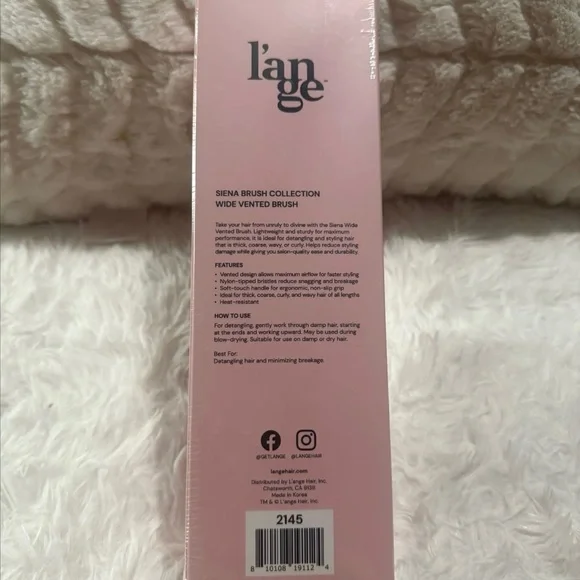 l'an
ge™
SIENA BRUSH COLLECTION
WIDE VENTED BRUSH
Take your hair from unruly to divine with the Siena Wide
Vented Brush. Lightweight and sturdy for maximum
performance, it is ideal for detangling and styling hair
that is thick, coarse, wavy, or curly. Helps reduce styling
damage while giving you salon-quality ease and durability.
FEATURES
• Vented design allows maximum airflow for faster styling
• Nylon-tipped bristles reduce snagging and breakage
• Soft-touch handle for ergonomic, non-slip grip
• Ideal for thick, coarse, curly, and wavy hair of all lengths
• Heat-resistant
HOW TO USE
For detangling, gently work through damp hair, starting
at the ends and working upward. May be used during
blow-drying. Suitable for use on damp or dry hair.
Best For:
Detangling hair and minimizing breakage.
@GETLANGE @LANGEHAIR
langehair.com
Distributed by L'ange Hair, Inc.
Chatsworth, CA 91311
Made in Korea
TM & © L'ange Hair, Inc.
2145
8 10108 19112 4